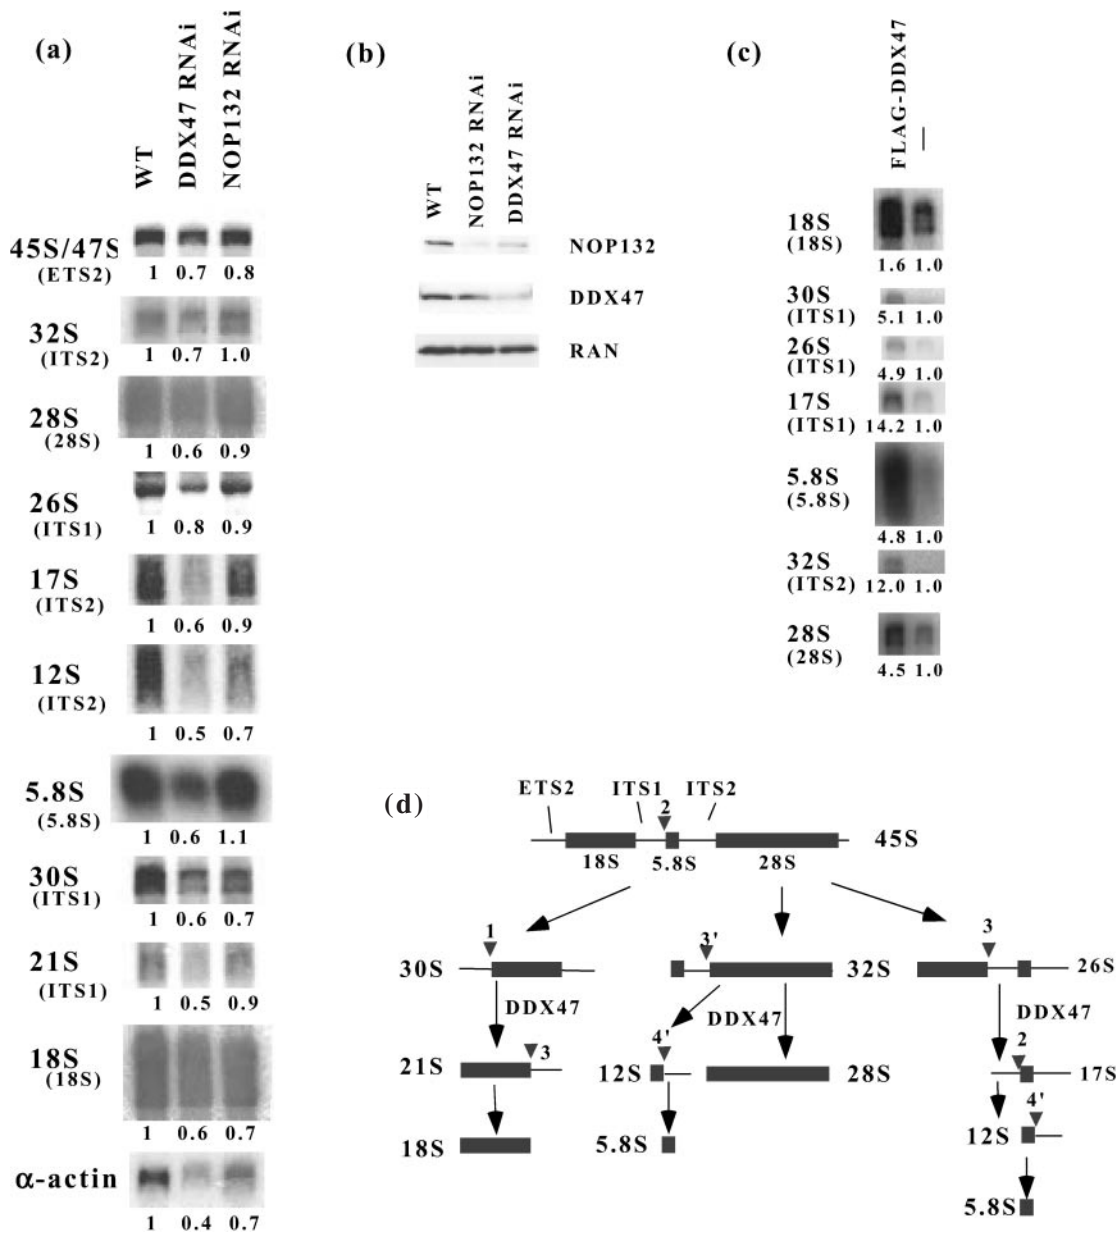 (a)
WT
DDX47 RNAi
NOP132 RNAi
45S/47S
(ETS2)
1 0.7 0.8
32S
(ITS2)
1 0.7 1.0
28S
(28S)
1 0.6 0.9
26S
(ITS1)
1 0.8 0.9
17S
(ITS2)
1 0.6 0.9
12S
(ITS2)
1 0.5 0.7
5.8S
(5.8S)
1 0.6 1.1
30S
(ITS1)
1 0.6 0.7
21S
(ITS1)
1 0.5 0.9
18S
(18S)
1 0.6 0.7
α-actin
1 0.4 0.7
(b)
WT
NOP132 RNAi
DDX47 RNAi
NOP132
DDX47
RAN
(c)
FLAG-DDX47
—
18S
(18S)
1.6 1.0
30S
(ITS1)
5.1 1.0
26S
(ITS1)
4.9 1.0
17S
(ITS1)
14.2 1.0
5.8S
(5.8S)
4.8 1.0
32S
(ITS2)
12.0 1.0
28S
(28S)
4.5 1.0
(d)
ETS2 ITS1 ITS2
2
45S
18S 5.8S 28S
1 3' 3
30S 32S 26S
DDX47 DDX47 DDX47
4' 2
21S 3 12S 28S 17S
4'
18S 5.8S 12S
5.8S